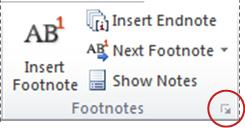 AB1
Insert
Footnote
Insert Endnote
AB1 Next Footnote
Show Notes
Footnotes